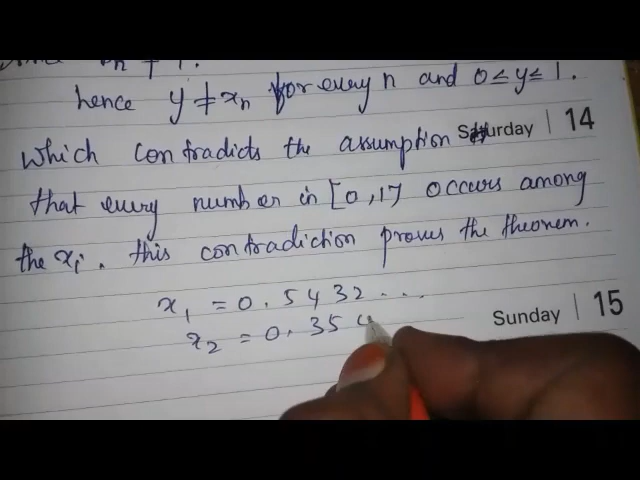 hence y ≠ xn for every n and 0 ≤ y ≤ 1.
which contradicts the assumption
Saturday | 14
that every number in [0,1] occurs among
the xi. this contradiction proves the theorem.
x1 = 0.5432...
Sunday | 15
x2 = 0.35